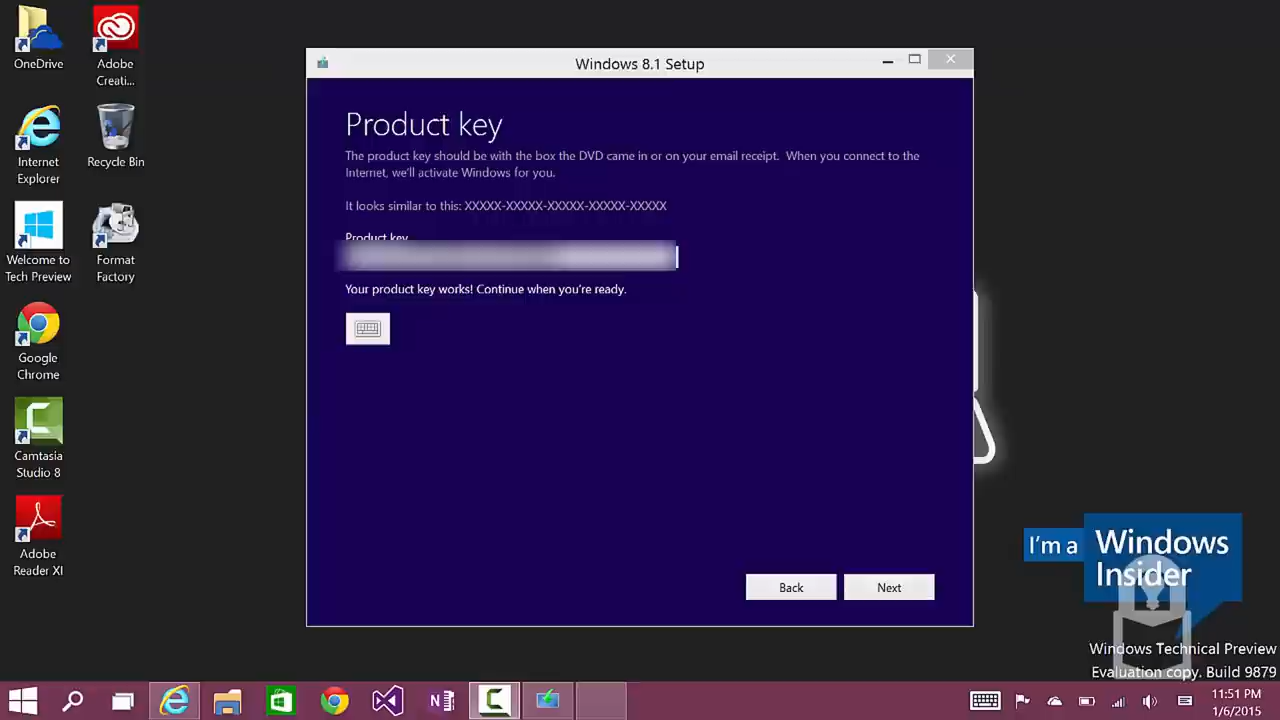 OneDrive
Adobe
Creati...
Internet
Explorer
Recycle Bin
Welcome to
Tech Preview
Format
Factory
Google
Chrome
Camtasia
Studio 8
Adobe
Reader XI
Windows 8.1 Setup
Product key
The product key should be with the box the DVD came in or on your email receipt. When you connect to the
Internet, we'll activate Windows for you.
It looks similar to this: XXXXX-XXXXX-XXXXX-XXXXX-XXXXX
Product key
Your product key works! Continue when you're ready.
Back
Next
I'm a
Windows
Insider
Windows Technical Preview
Evaluation copy. Build 9879
11:51 PM
1/6/2015